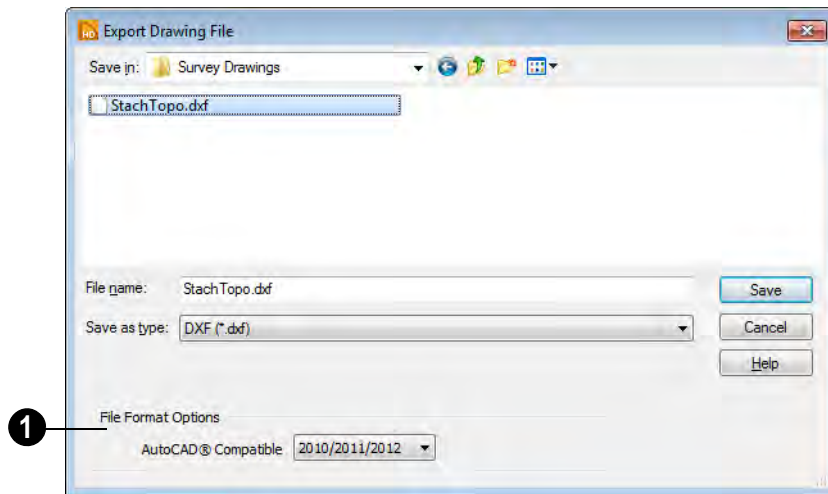 HD Export Drawing File
Save in: Survey Drawings
StachTopo.dxf
File name: StachTopo.dxf
Save
Save as type: DXF (*.dxf)
Cancel
Help
File Format Options
1
AutoCAD® Compatible 2010/2011/2012